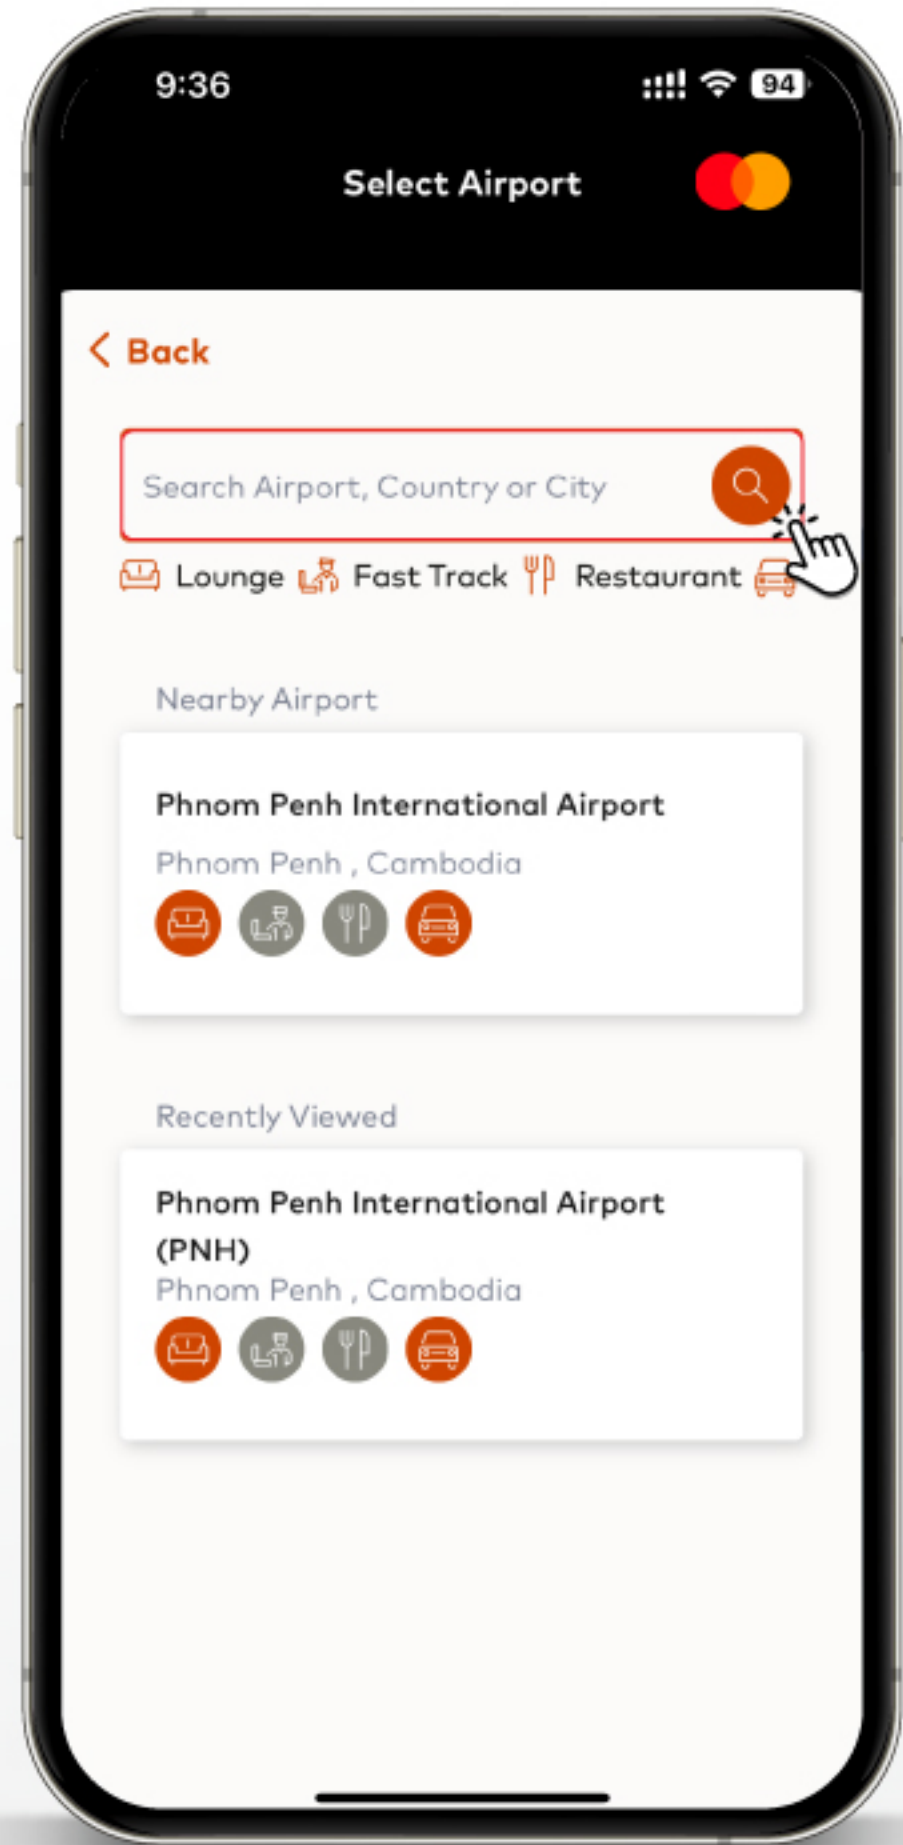 9:36
94
Select Airport
Back
Search Airport, Country or City
Lounge Fast Track Restaurant
Nearby Airport
Phnom Penh International Airport
Phnom Penh , Cambodia
Recently Viewed
Phnom Penh International Airport
(PNH)
Phnom Penh , Cambodia